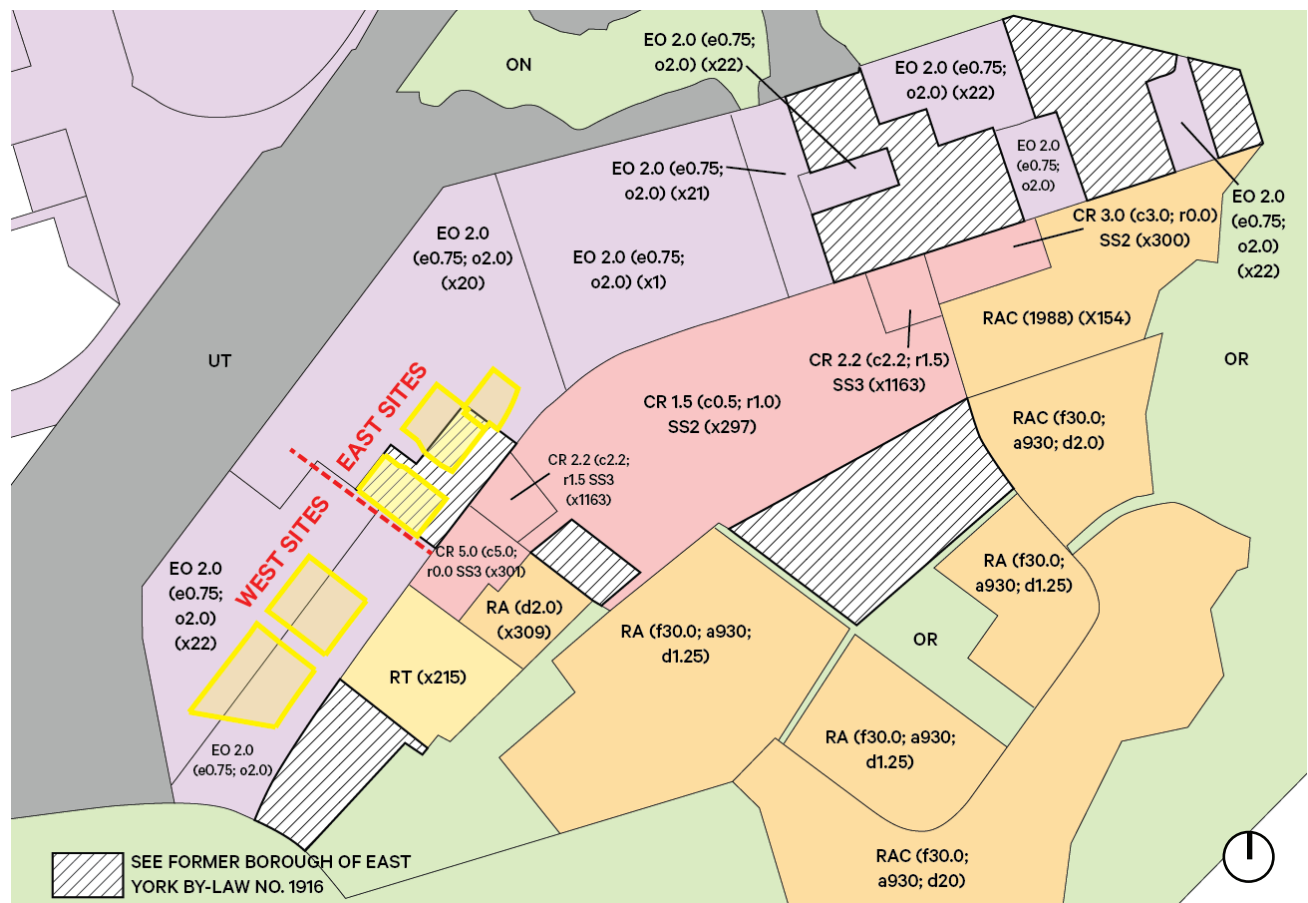 ON
EO 2.0 (e0.75;
o2.0) (x22)
EO 2.0 (e0.75;
o2.0) (x22)
EO 2.0
(e0.75;
o2.0)
EO 2.0 (e0.75;
o2.0) (x21)
EO 2.0
(e0.75;
o2.0)
(x22)
CR 3.0 (c3.0; r0.0)
SS2 (x300)
EO 2.0
(e0.75; o2.0)
(x20)
EO 2.0 (e0.75;
o2.0) (x1)
RAC (1988) (X154)
UT
OR
CR 2.2 (c2.2; r1.5)
SS3 (x1163)
CR 1.5 (c0.5; r1.0)
SS2 (x297)
RAC (f30.0;
a930; d2.0)
EAST SITES
WEST SITES
CR 2.2 (c2.2;
r1.5 SS3
(x1163)
CR 5.0 (c5.0;
r0.0 SS3 (x301)
EO 2.0
(e0.75;
o2.0)
(x22)
RA (d2.0)
(x309)
RA (f30.0;
a930; d1.25)
RA (f30.0; a930;
d1.25)
OR
RT (x215)
EO 2.0
(e0.75; o2.0)
RA (f30.0; a930;
d1.25)
RAC (f30.0;
a930; d20)
SEE FORMER BOROUGH OF EAST
YORK BY-LAW NO. 1916